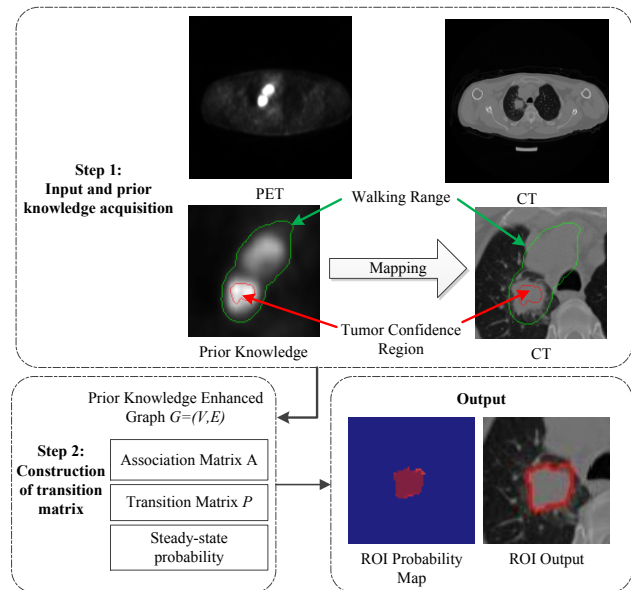 Step 1:
Input and prior
knowledge acquisition
PET
CT
Walking Range
Mapping
Tumor Confidence
Region
Prior Knowledge
CT
Prior Knowledge Enhanced
Graph G=(V,E)
Step 2:
Construction
of transition
matrix
Association Matrix A
Transition Matrix P
Steady-state
probability
Output
ROI Probability
Map
ROI Output